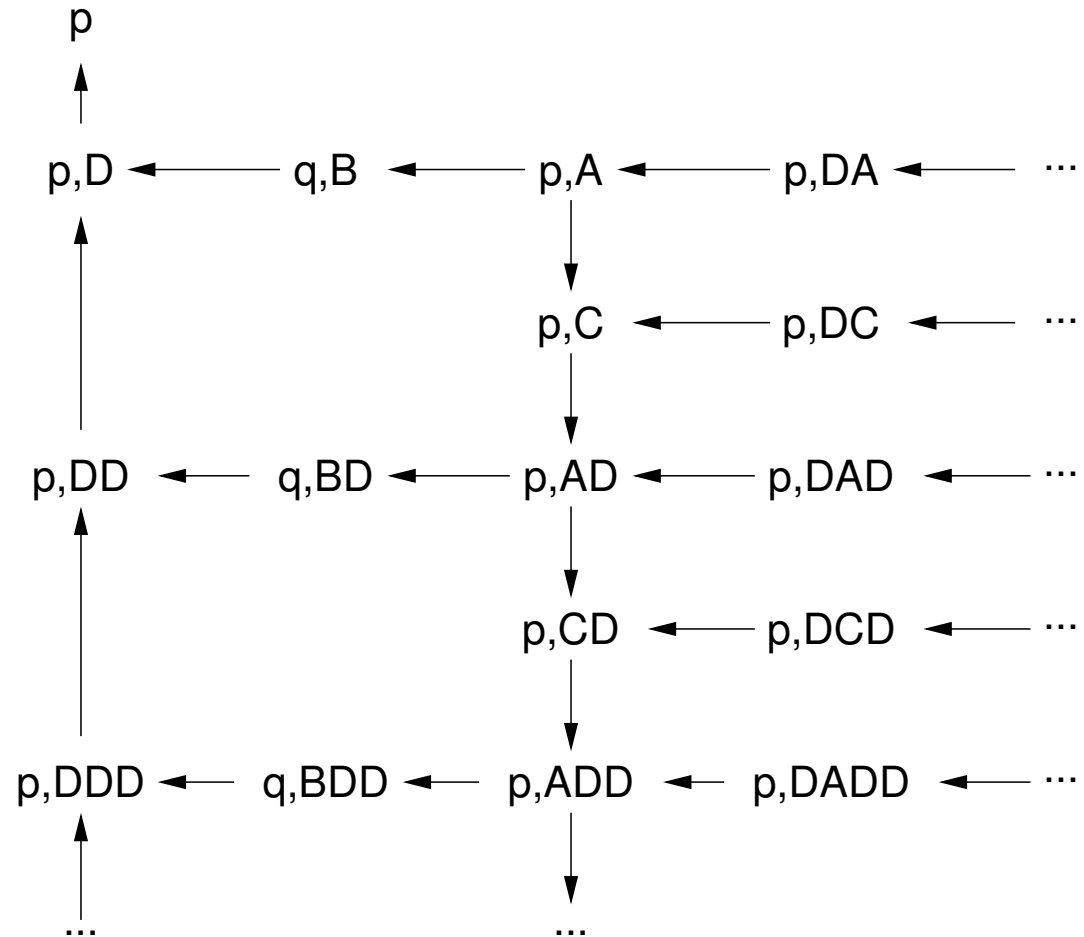 p
p,D q,B p,A p,DA ...
p,C p,DC ...
p,DD q,BD p,AD p,DAD ...
p,CD p,DCD ...
p,DDD q,BDD p,ADD p,DADD ...
... ...